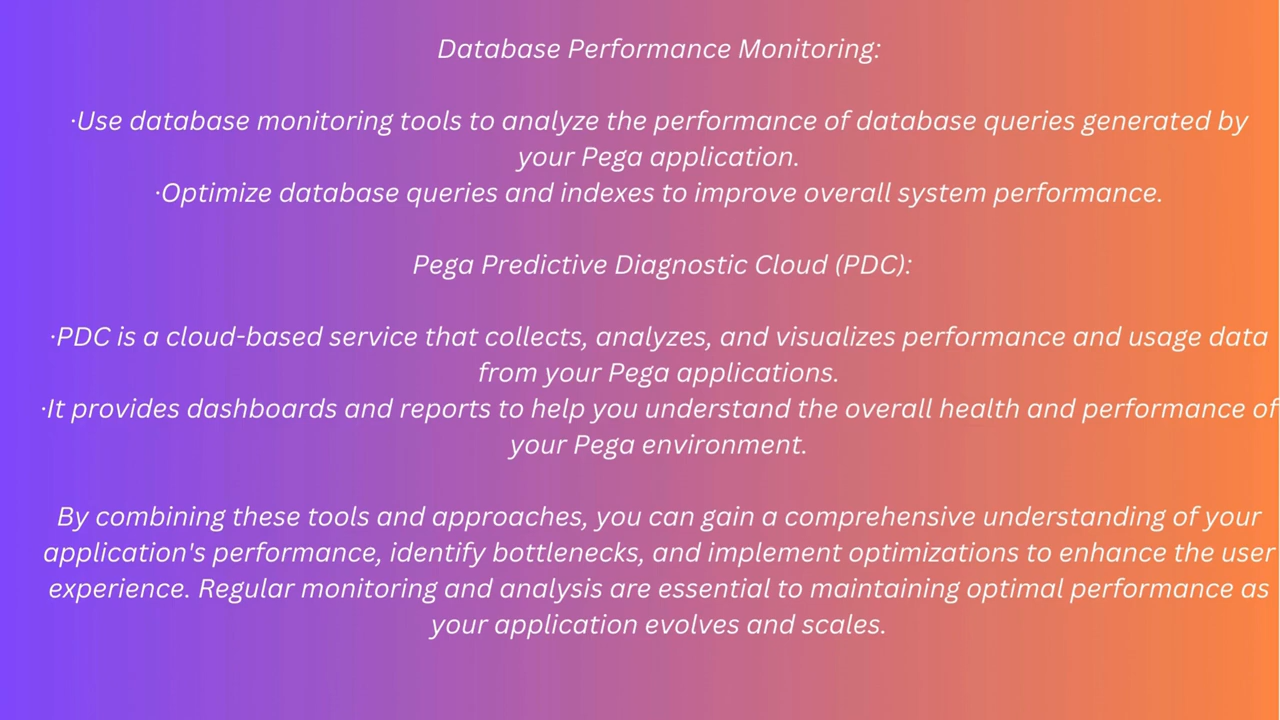 Database Performance Monitoring:
·Use database monitoring tools to analyze the performance of database queries generated by
your Pega application.
·Optimize database queries and indexes to improve overall system performance.
Pega Predictive Diagnostic Cloud (PDC):
·PDC is a cloud-based service that collects, analyzes, and visualizes performance and usage data
from your Pega applications.
·It provides dashboards and reports to help you understand the overall health and performance of
your Pega environment.
By combining these tools and approaches, you can gain a comprehensive understanding of your
application's performance, identify bottlenecks, and implement optimizations to enhance the user
experience. Regular monitoring and analysis are essential to maintaining optimal performance as
your application evolves and scales.